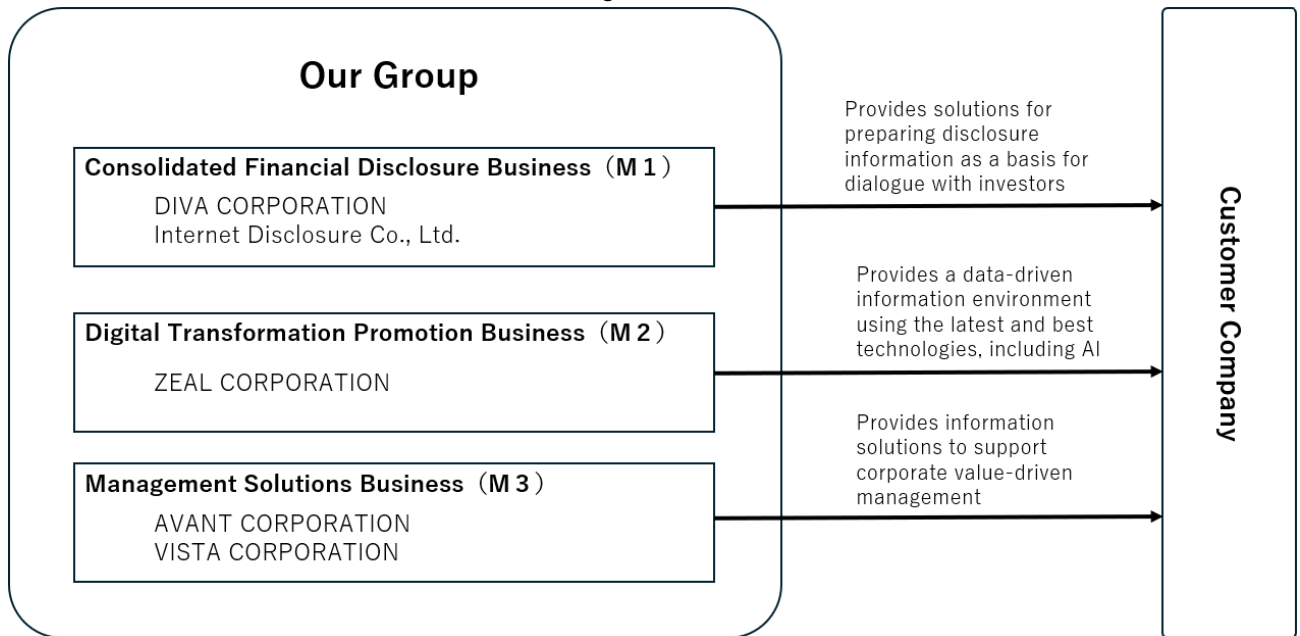 Our Group
Consolidated Financial Disclosure Business（M 1）
DIVA CORPORATION
Internet Disclosure Co., Ltd.
Provides solutions for
preparing disclosure
information as a basis for
dialogue with investors
Digital Transformation Promotion Business（M 2）
ZEAL CORPORATION
Provides a data-driven
information environment
using the latest and best
technologies, including AI
Management Solutions Business（M 3）
AVANT CORPORATION
VISTA CORPORATION
Provides information
solutions to support
corporate value-driven
management
Customer Company